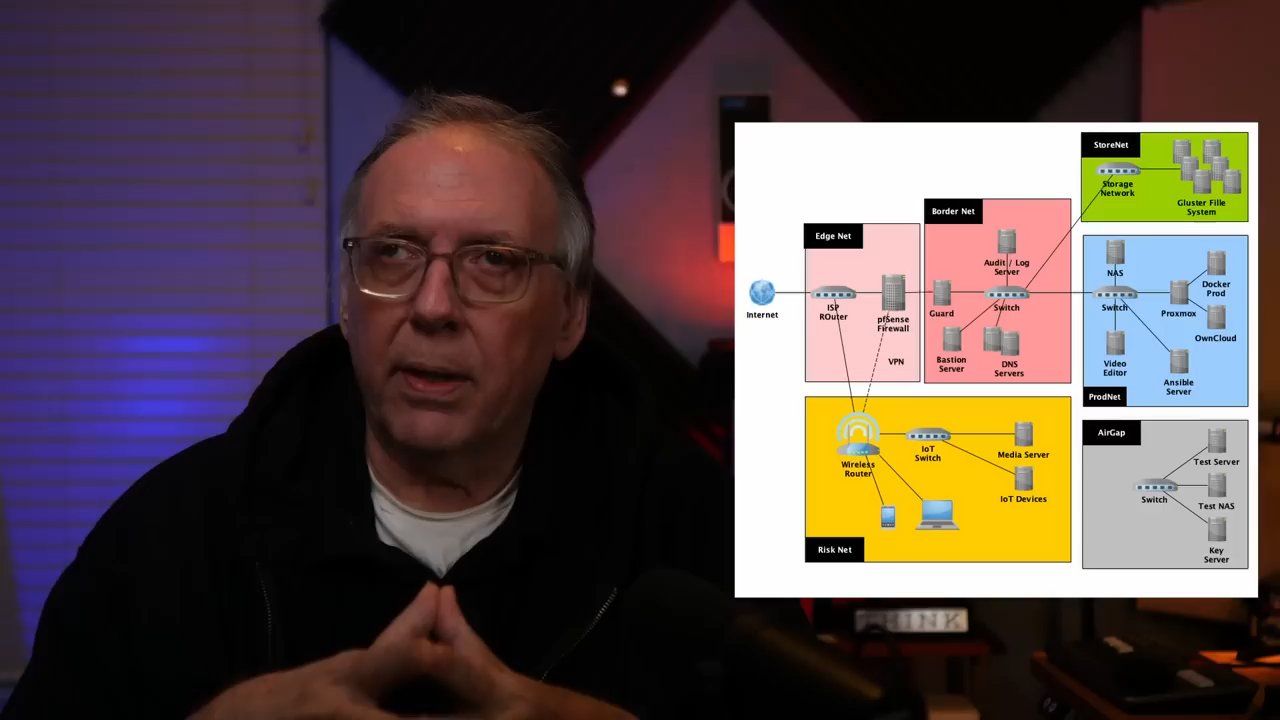 StoreNet
Storage
Network
Gluster Fille
System
Border Net
Audit / Log
Server
Edge Net
Internet
ISP
ROuter
pfSense
Firewall
VPN
Guard
Switch
Bastion
Server
DNS
Servers
NAS
Switch
Proxmox
Docker
Prod
OwnCloud
Video
Editor
Ansible
Server
ProdNet
Wireless
Router
IoT
Switch
Media Server
IoT Devices
Risk Net
AirGap
Switch
Test Server
Test NAS
Key
Server
THINK